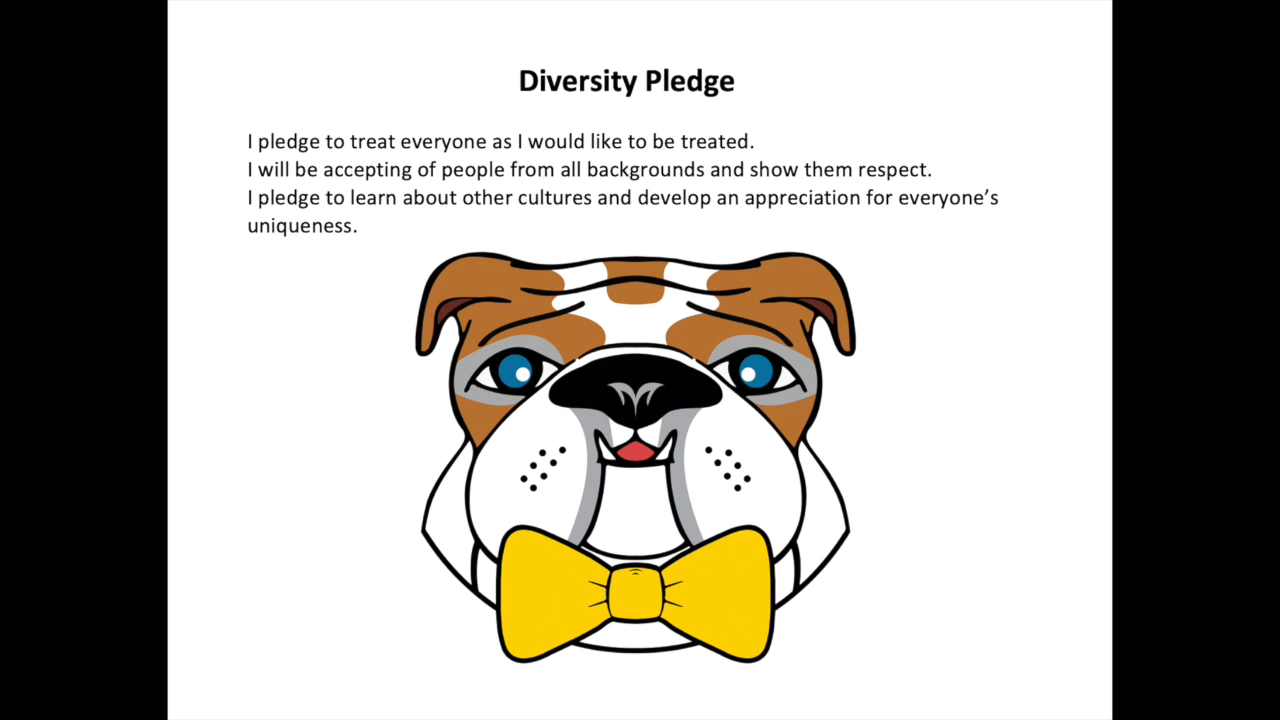 Diversity Pledge
I pledge to treat everyone as I would like to be treated.
I will be accepting of people from all backgrounds and show them respect.
I pledge to learn about other cultures and develop an appreciation for everyone’s
uniqueness.